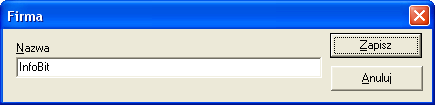 Firma
Nazwa
InfoBit
Zapisz
Anuluj